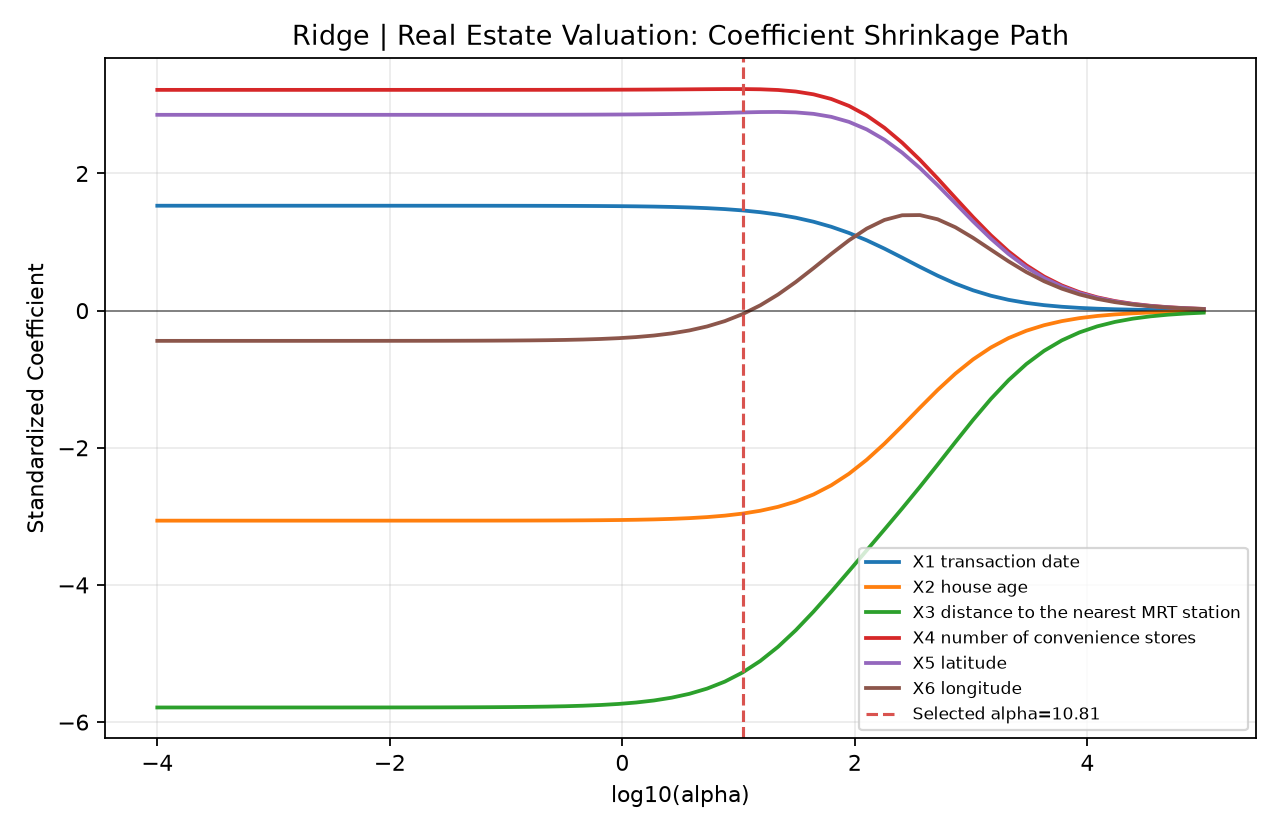 Ridge | Real Estate Valuation: Coefficient Shrinkage Path
Standardized Coefficient
2
0
−2
−4
−6
−4
−2
0
2
4
log10(alpha)
X1 transaction date
X2 house age
X3 distance to the nearest MRT station
X4 number of convenience stores
X5 latitude
X6 longitude
Selected alpha=10.81